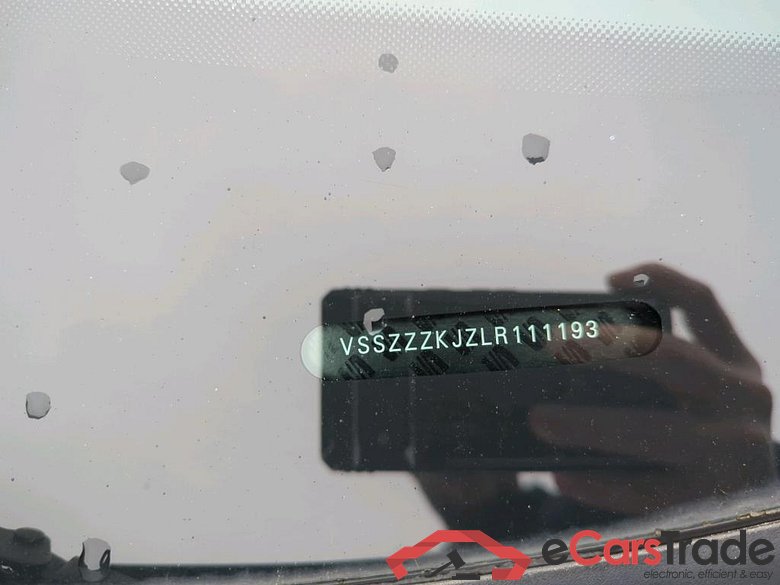 VSSZZZKJZLR111193
eCarsTrade
electronic, efficient & easy